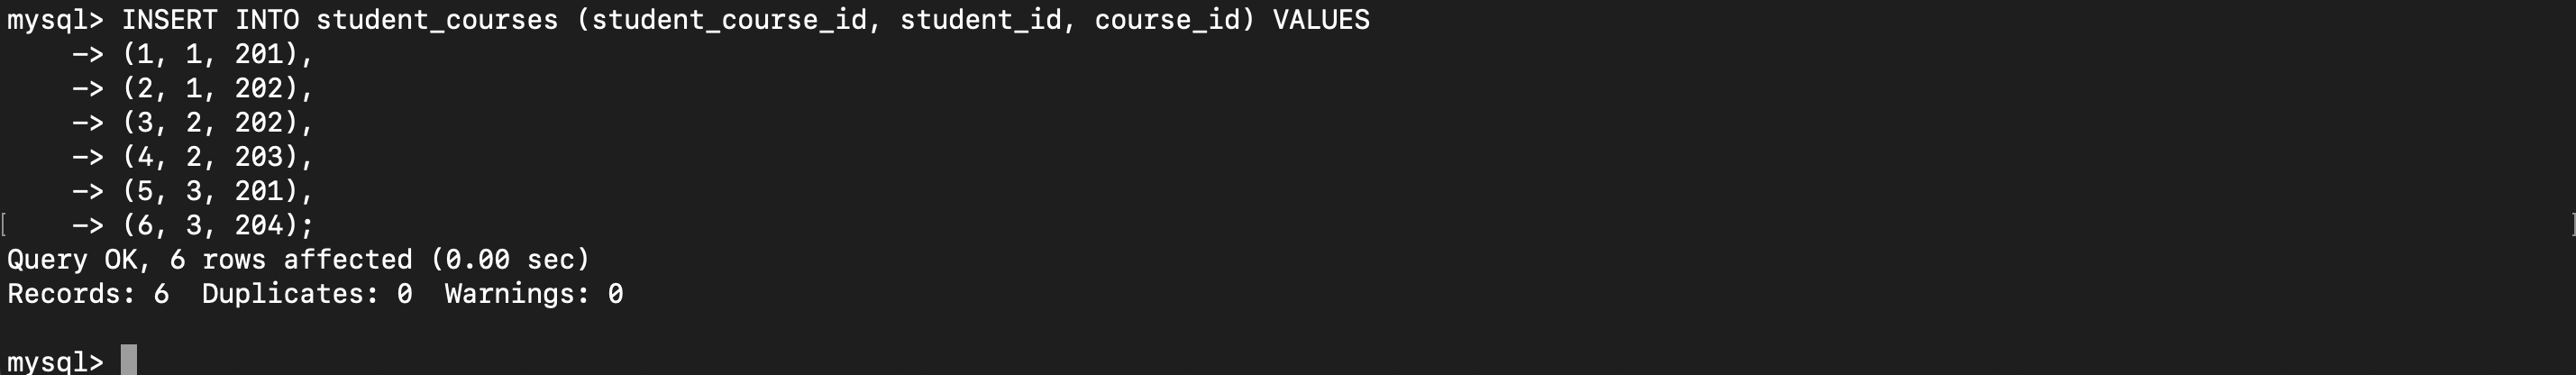 mysql> INSERT INTO student_courses (student_course_id, student_id, course_id) VALUES
    -> (1, 1, 201),
    -> (2, 1, 202),
    -> (3, 2, 202),
    -> (4, 2, 203),
    -> (5, 3, 201),
[    -> (6, 3, 204); ]
Query OK, 6 rows affected (0.00 sec)
Records: 6  Duplicates: 0  Warnings: 0
mysql>